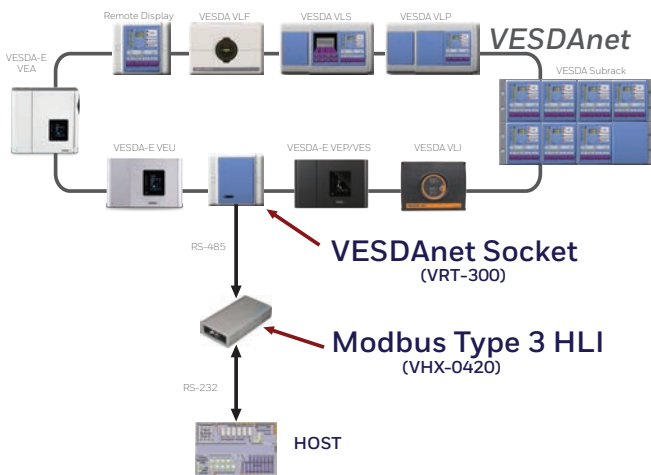 Remote Display
VESDA VLF
VESDA VLS
VESDA VLP
VESDAnet
VESDA-E
VEA
VESDA Subrack
VESDA-E VEU
VESDA-E VEP/VES
VESDA VLI
RS-485
VESDAnet Socket
(VRT-300)
Modbus Type 3 HLI
(VHX-0420)
RS-232
HOST